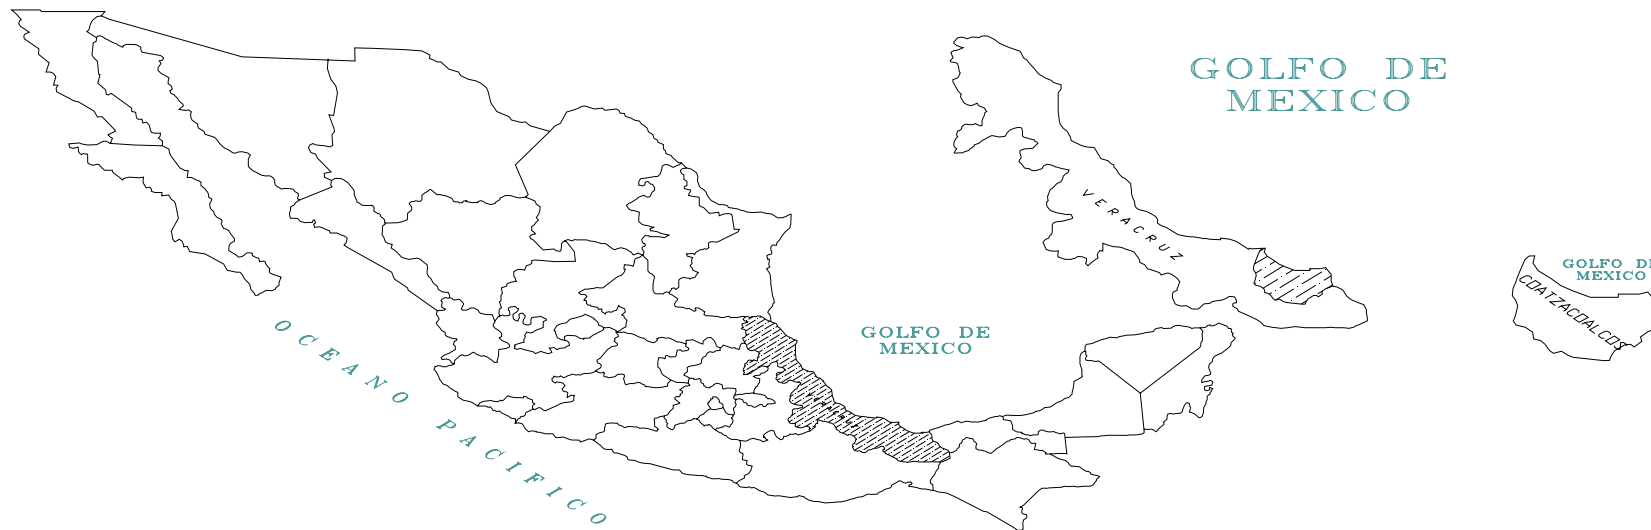 GOLFO DE
MEXICO
VERACRUZ
GOLFO DE
MEXICO
COATZACOALCOS
GOLFO DE
MEXICO
OCEANO PACIFICO